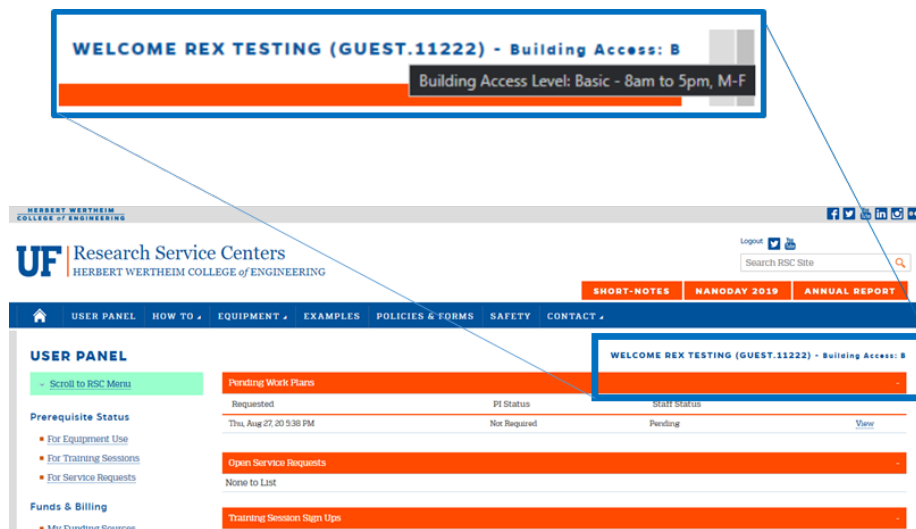 WELCOME REX TESTING (GUEST.11222) - Building Access: B
Building Access Level: Basic - 8am to 5pm, M-F
HERBERT WERTHEIM
COLLEGE of ENGINEERING
UF Research Service Centers
HERBERT WERTHEIM COLLEGE of ENGINEERING
Logout
Search RSC Site
SHORT-NOTES NANODAY 2019 ANNUAL REPORT
USER PANEL HOW TO EQUIPMENT EXAMPLES POLICIES & FORMS SAFETY CONTACT
USER PANEL
WELCOME REX TESTING (GUEST.11222) - Building Access: B
Scroll to RSC Menu
Pending Work Plans -
Requested PI Status Staff Status
Thu, Aug 27, 20 5:38 PM Not Required Pending View
Prerequisite Status
For Equipment Use
For Training Sessions
For Service Requests
Open Service Requests -
None to List
Funds & Billing
My Funding Sources
Training Session Sign Ups -